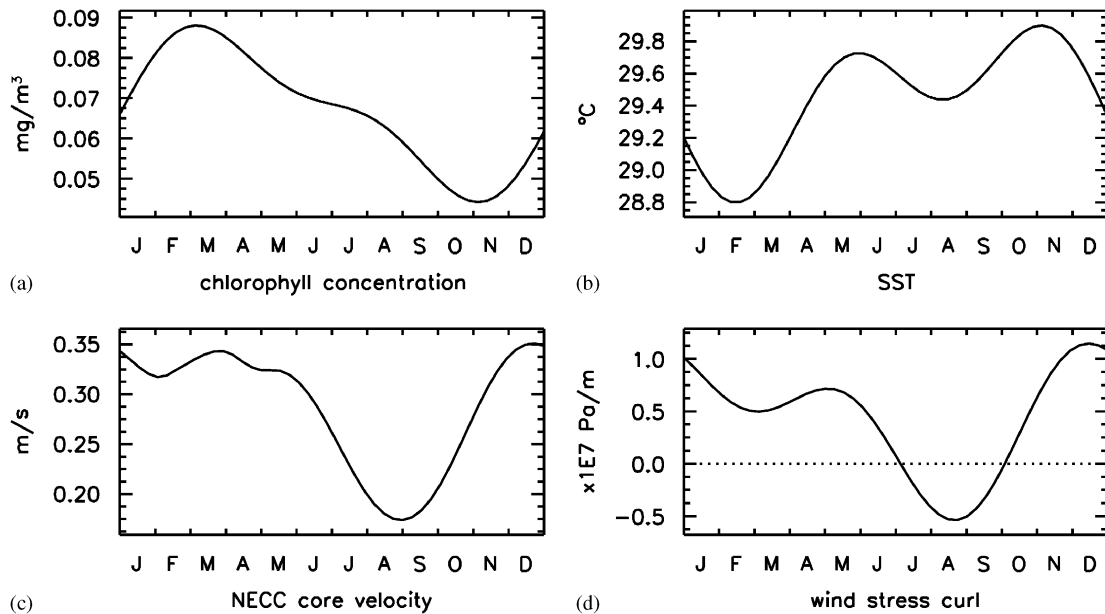 mg/m³
0.09
0.08
0.07
0.06
0.05
J F M A M J J A S O N D
(a) chlorophyll concentration
°C
29.8
29.6
29.4
29.2
29.0
28.8
J F M A M J J A S O N D
(b) SST
m/s
0.35
0.30
0.25
0.20
J F M A M J J A S O N D
(c) NECC core velocity
x1E7 Pa/m
1.0
0.5
0.0
−0.5
J F M A M J J A S O N D
(d) wind stress curl